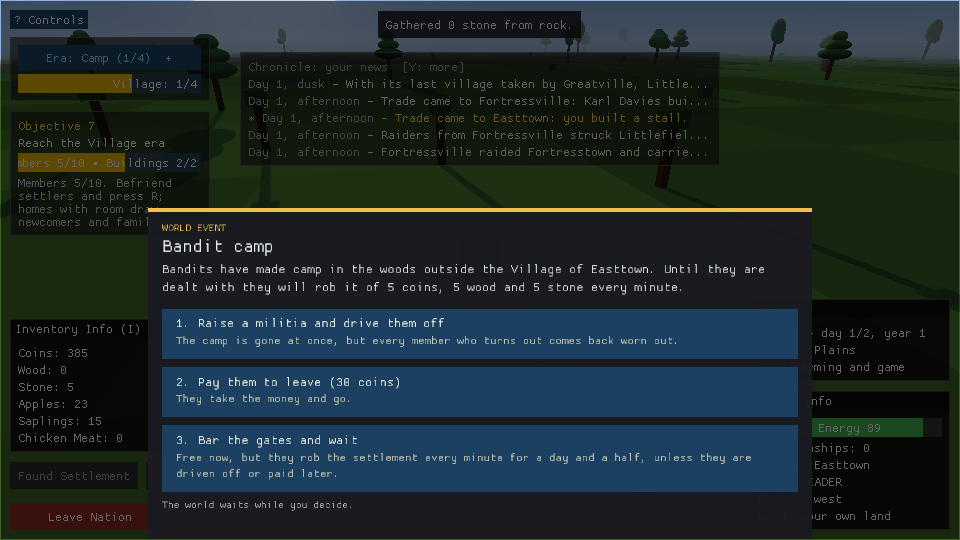 ? Controls
Gathered 0 stone from rock.
Era: Camp (1/4) +
Village: 1/4
Chronicle: your news [Y: more]
Day 1, dusk – With its last village taken by Greatville, Little...
Day 1, afternoon – Trade came to Fortressville: Karl Davies bui...
* Day 1, afternoon – Trade came to Easttown: you built a stall.
Day 1, afternoon – Raiders from Fortressville struck Littlefiel...
Day 1, afternoon – Fortressville raided Fortresstown and carrie...
Objective 7
Reach the Village era
mbers 5/10 • Buildings 2/2
Members 5/10. Befriend
settlers and press R;
homes with room
newcomers and
WORLD EVENT
Bandit camp
Bandits have made camp in the woods outside the Village of Easttown. Until they are
dealt with they will rob it of 5 coins, 5 wood and 5 stone every minute.
1. Raise a militia and drive them off
The camp is gone at once, but every member who turns out comes back worn out.
2. Pay them to leave (30 coins)
They take the money and go.
3. Bar the gates and wait
Free now, but they rob the settlement every minute for a day and a half, unless they are
driven off or paid later.
The world waits while you decide.
Inventory Info (I)
Coins: 385
Wood: 0
Stone: 5
Apples: 23
Saplings: 15
Chicken Meat: 0
Found Settlement
Leave Nation
day 1/2, year 1
Plains
and game
Energy 89
: 0
Easttown
west
your own land